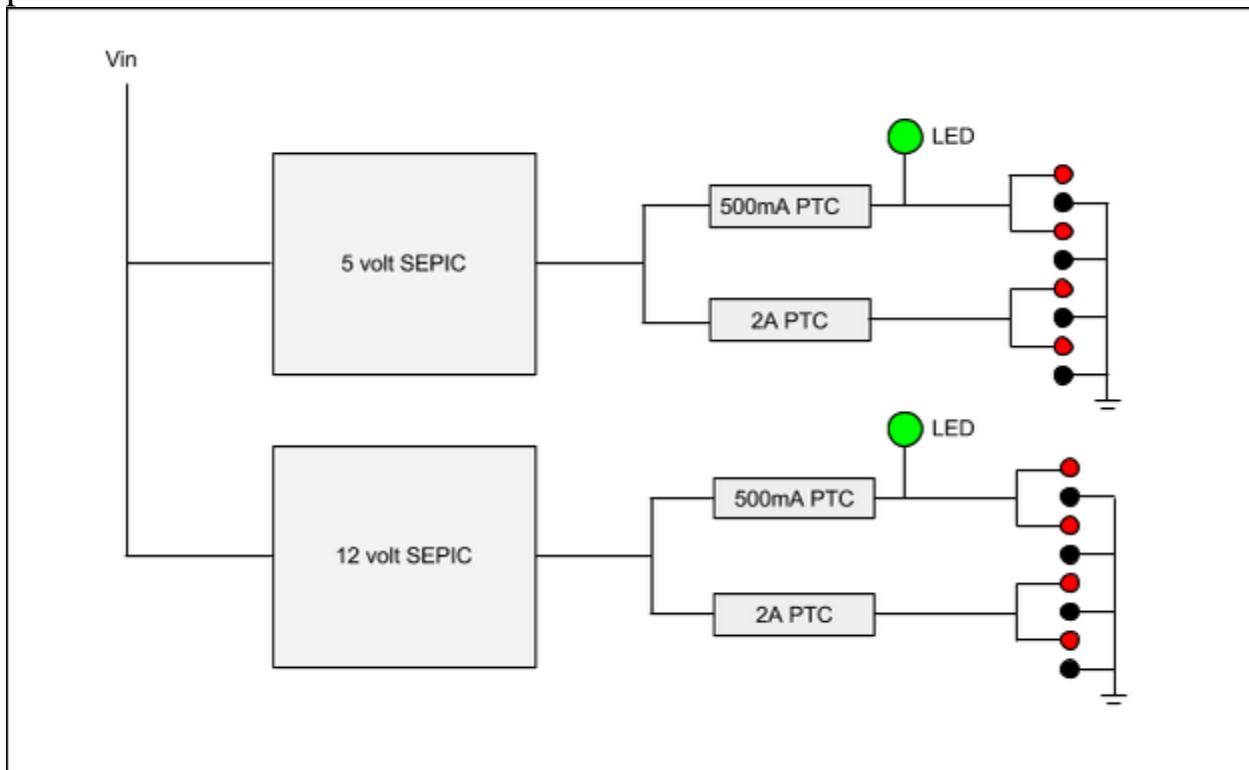 Vin
LED
500mA PTC
5 volt SEPIC
2A PTC
LED
500mA PTC
12 volt SEPIC
2A PTC